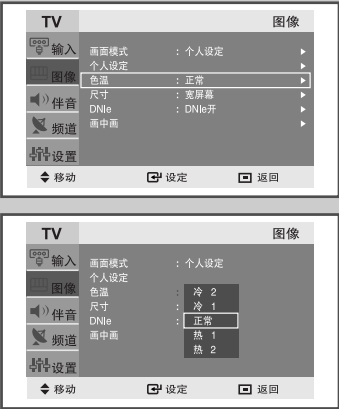 TV 图像
输入
图像
伴音
频道
设置
画面模式 : 个人设定
个人设定
色温 : 正常
尺寸 : 宽屏幕
DNIe : DNIe开
画中画
移动 设定 返回
TV 图像
输入
图像
伴音
频道
设置
画面模式 : 个人设定
个人设定
色温 : 冷 2
尺寸 : 冷 1
DNIe : 正常
画中画 热 1
热 2
移动 设定 返回